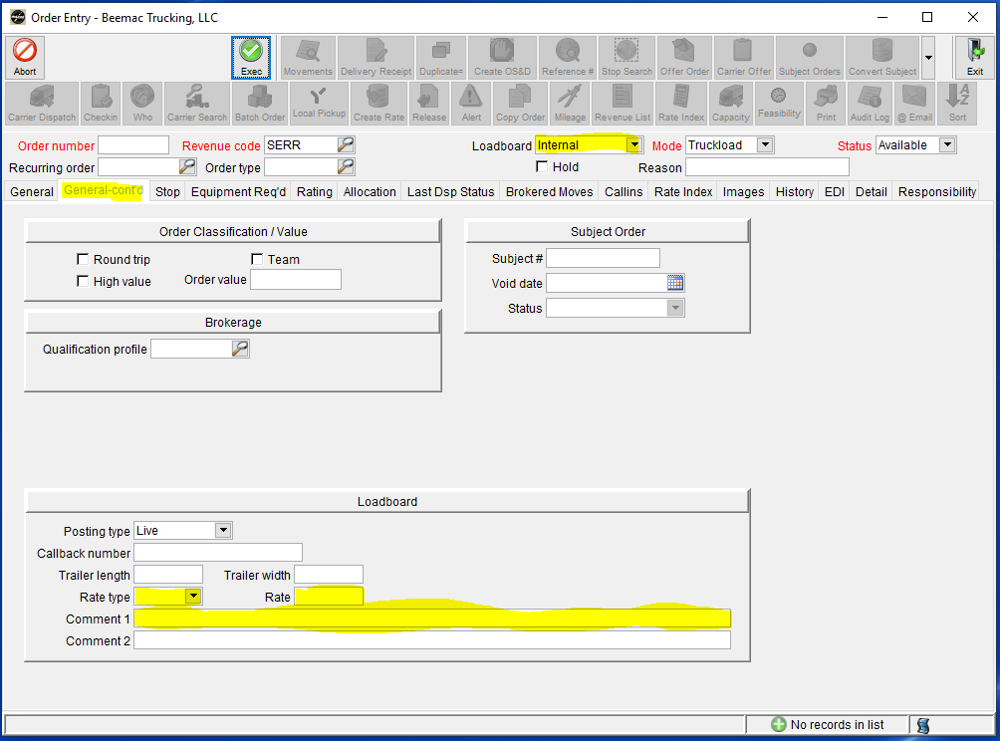 Order Entry - Beemac Trucking, LLC
Abort Exec Movements Delivery Receipt Duplicate= Create OS&D Reference # Stop Search Offer Order Carrier Offer Subject Orders Convert Subject Exit
Carrier Dispatch Checkin Who Carrier Search Batch Order Local Pickup Create Rate Release Alert Copy Order Mileage Revenue List Rate Index Capacity Feasibility Print Audit Log @ Email Sort
Order number Revenue code SERR Loadboard Internal Mode Truckload Status Available
Recurring order Order type Hold Reason
General General-cont'd Stop Equipment Req'd Rating Allocation Last Dsp Status Brokered Moves Callins Rate Index Images History EDI Detail Responsibility
Order Classification / Value Subject Order
Round trip Team Subject #
High value Order value Void date
Status
Brokerage
Qualification profile
Loadboard
Posting type Live
Callback number
Trailer length Trailer width
Rate type Rate
Comment 1
Comment 2
No records in list